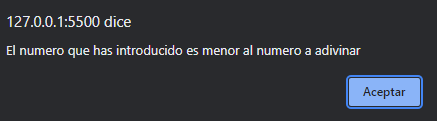 127.0.0.1:5500 dice
El numero que has introducido es menor al numero a adivinar
Aceptar